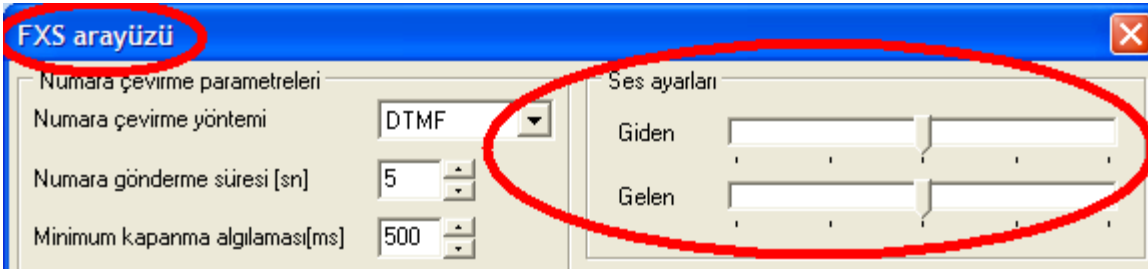 FXS arayüzü
Numara çevirme parametreleri
Numara çevirme yöntemi DTMF
Numara gönderme süresi [sn] 5
Minimum kapanma algılaması[ms] 500
Ses ayarları
Giden
Gelen